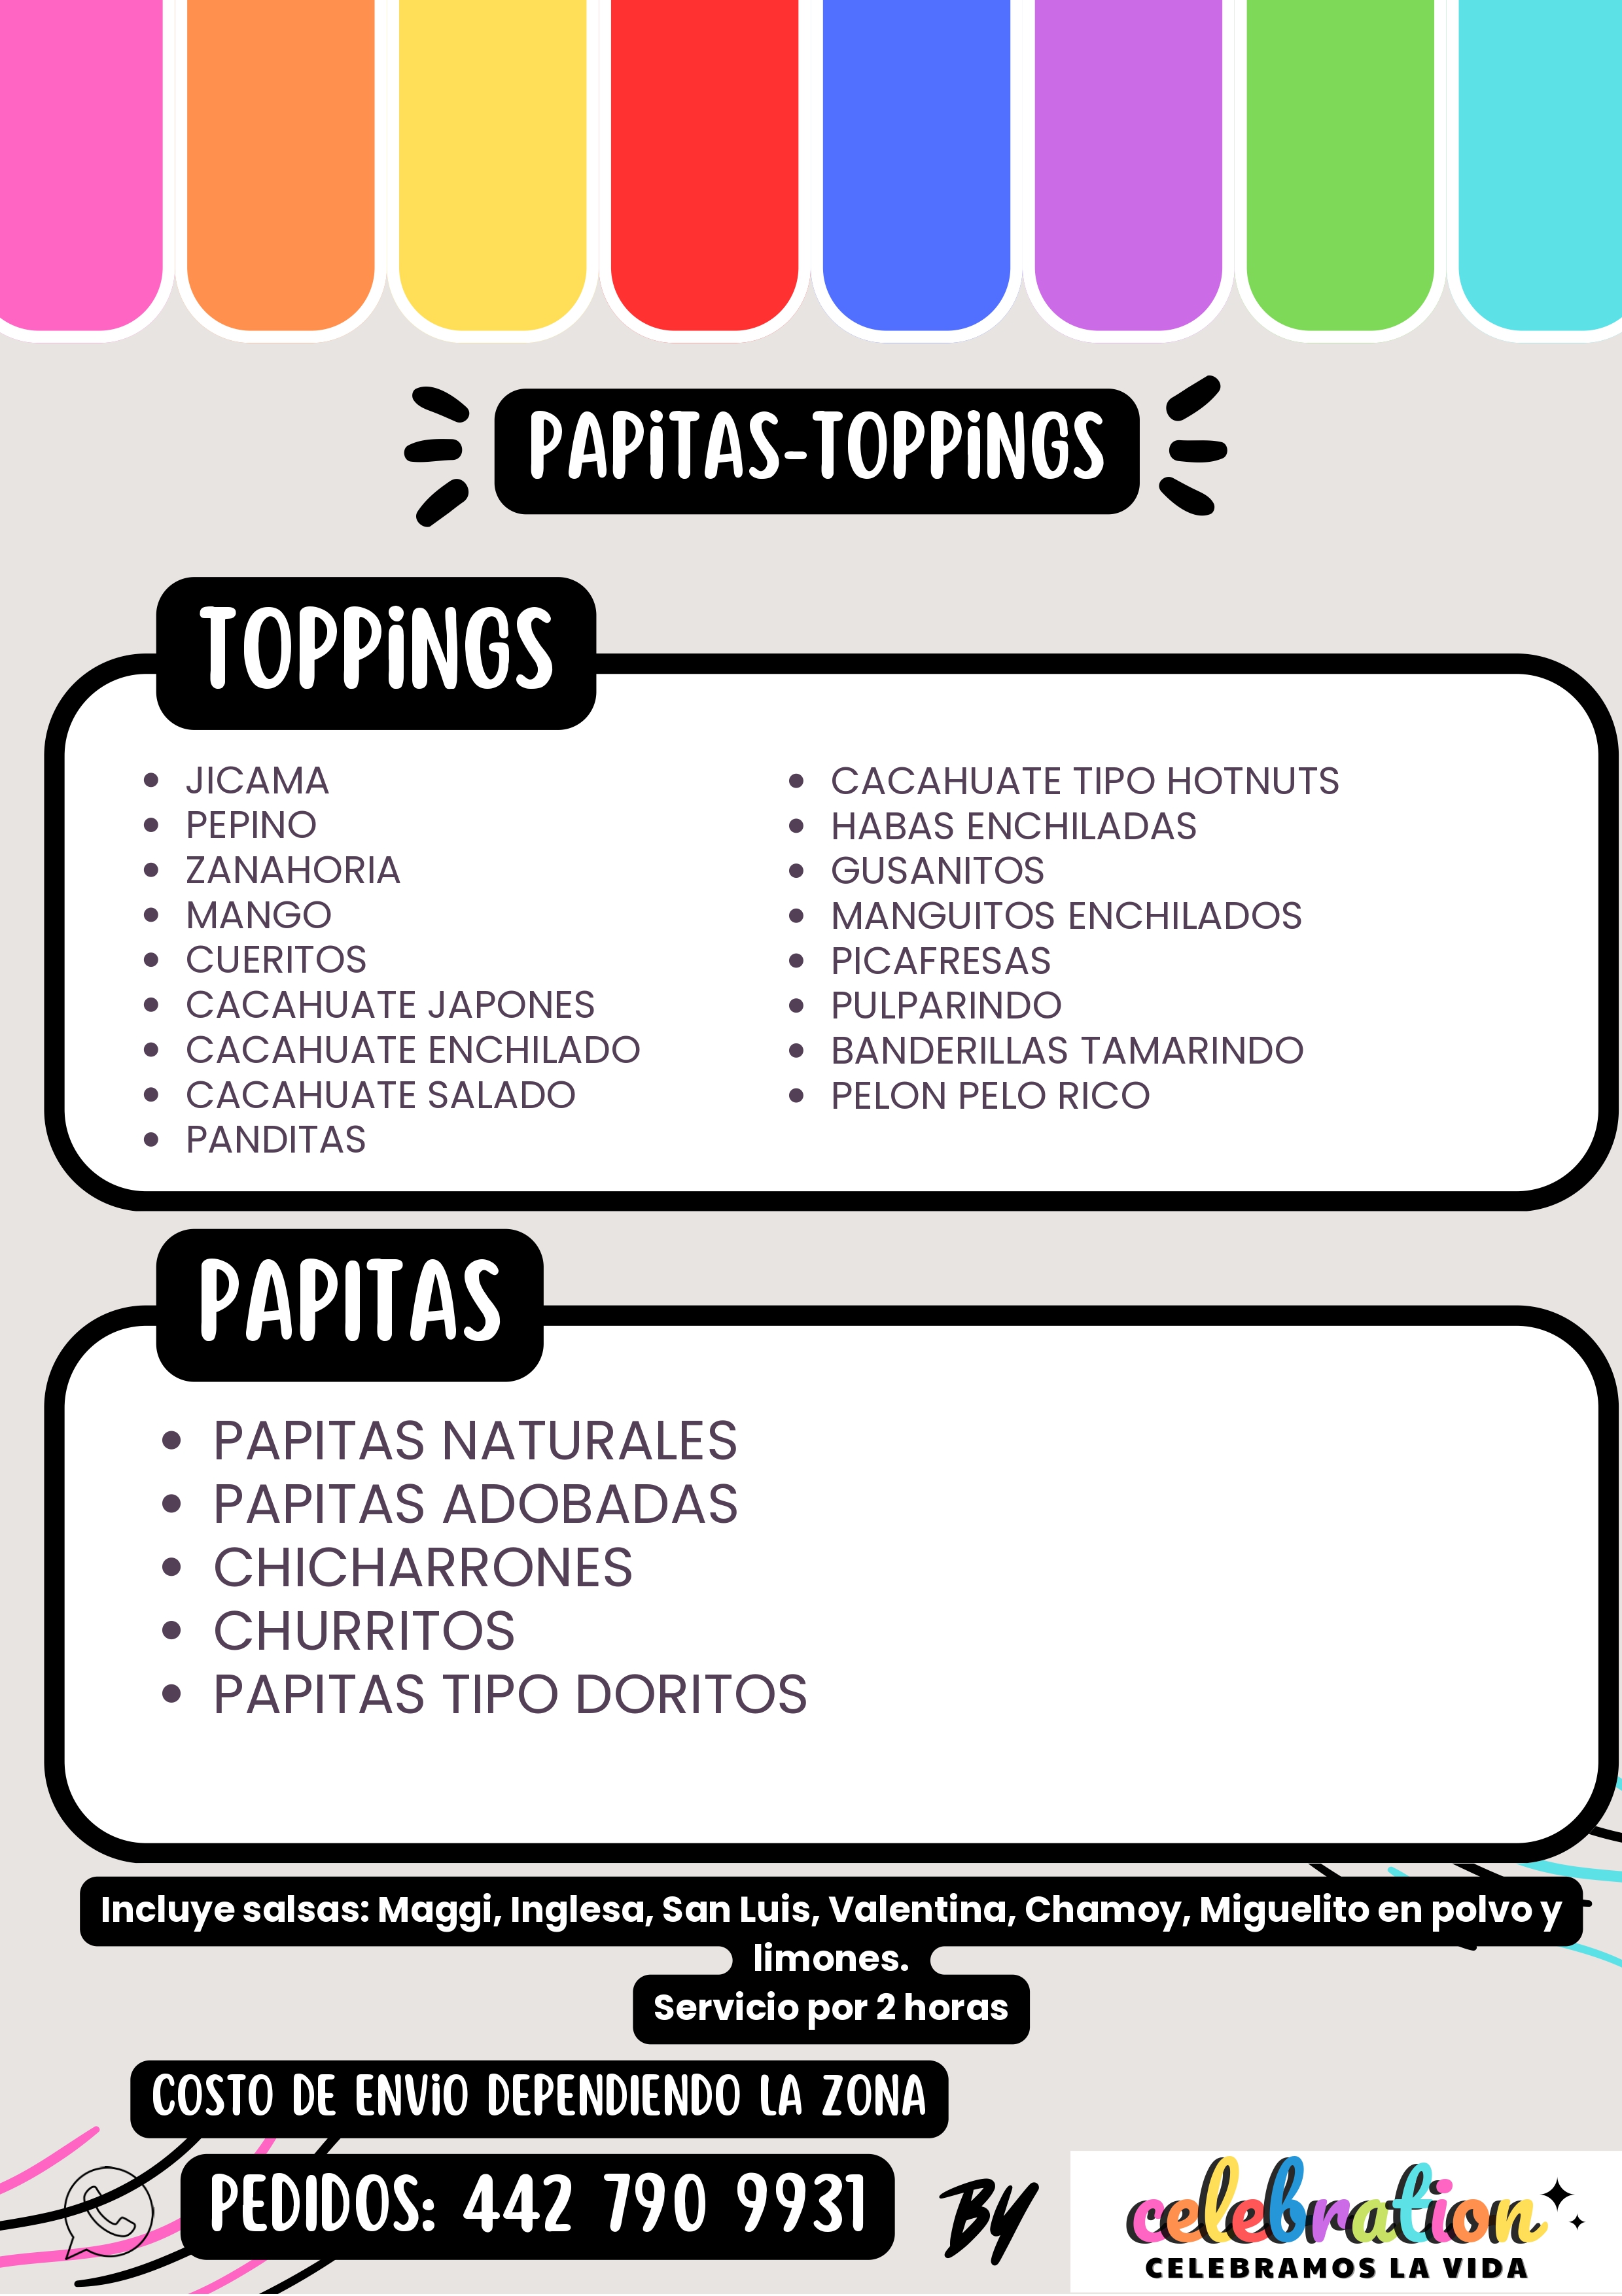 PAPiTAS-TOPPiNGS
TOPPiNGS
JICAMA
PEPINO
ZANAHORIA
MANGO
CUERITOS
CACAHUATE JAPONES
CACAHUATE ENCHILADO
CACAHUATE SALADO
PANDITAS
CACAHUATE TIPO HOTNUTS
HABAS ENCHILADAS
GUSANITOS
MANGUITOS ENCHILADOS
PICAFRESAS
PULPARINDO
BANDERILLAS TAMARINDO
PELON PELO RICO
PAPITAS
PAPITAS NATURALES
PAPITAS ADOBADAS
CHICHARRONES
CHURRITOS
PAPITAS TIPO DORITOS
Incluye salsas: Maggi, Inglesa, San Luis, Valentina, Chamoy, Miguelito en polvo y
limones.
Servicio por 2 horas
COSTO DE ENViO DEPENDIENDO LA ZONA
PEDIDOS: 442 790 9931
BY
celebration
CELEBRAMOS LA VIDA